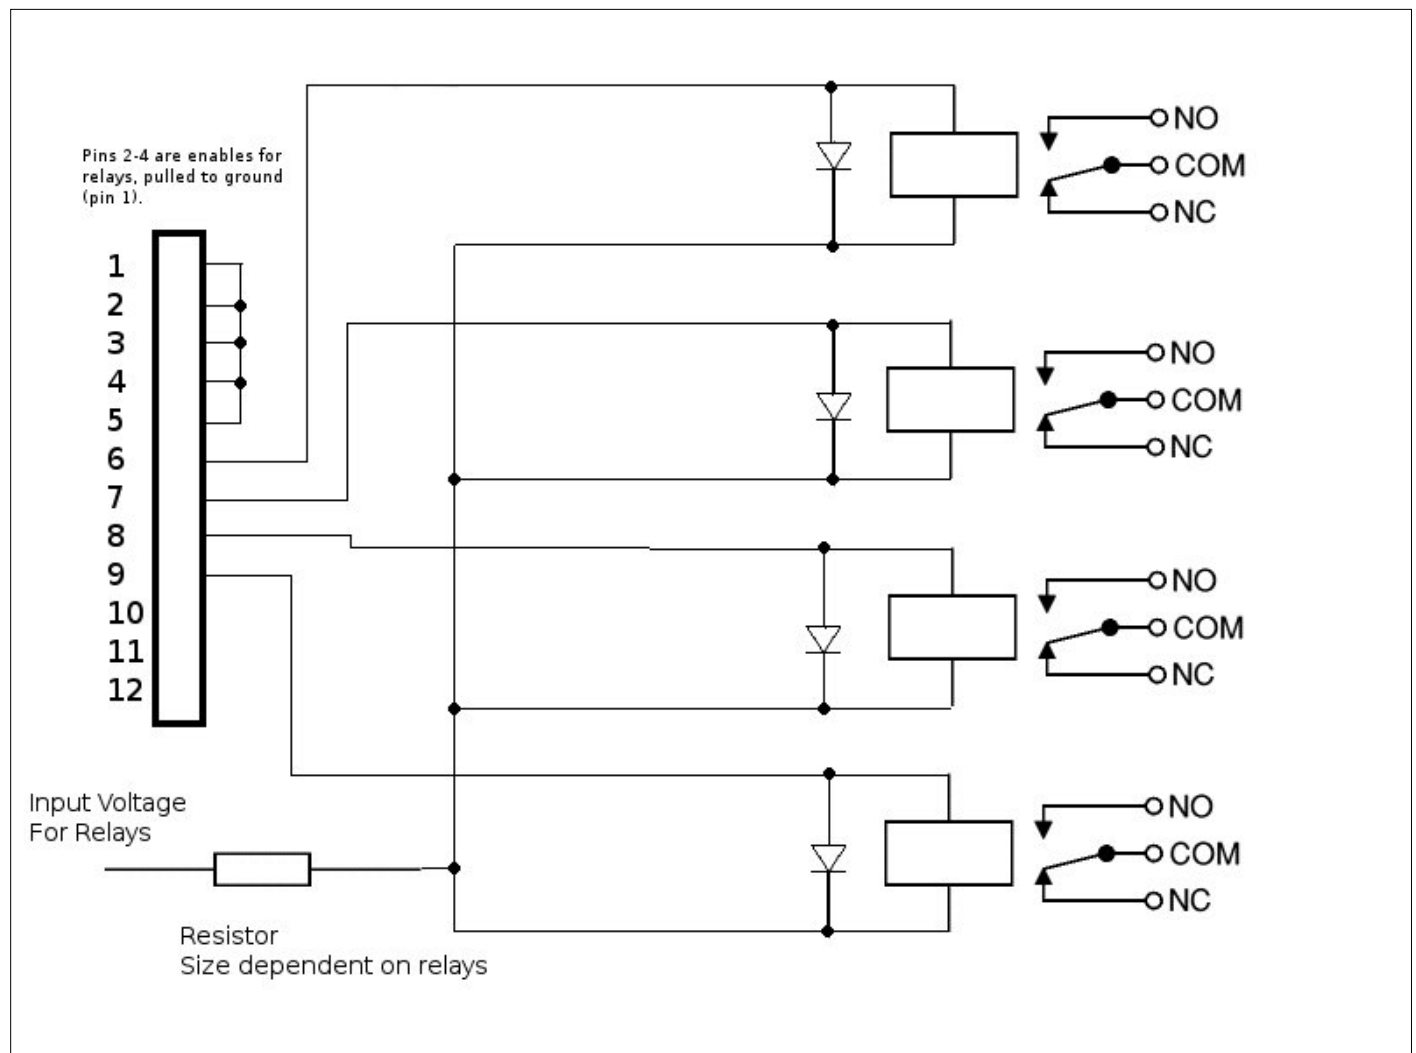 NO
COM
NC
Pins 2-4 are enables for
relays, pulled to ground
(pin 1).
1
2
3
4
5
6
7
8
9
10
11
12
NO
COM
NC
NO
COM
NC
Input Voltage
For Relays
NO
COM
NC
Resistor
Size dependent on relays